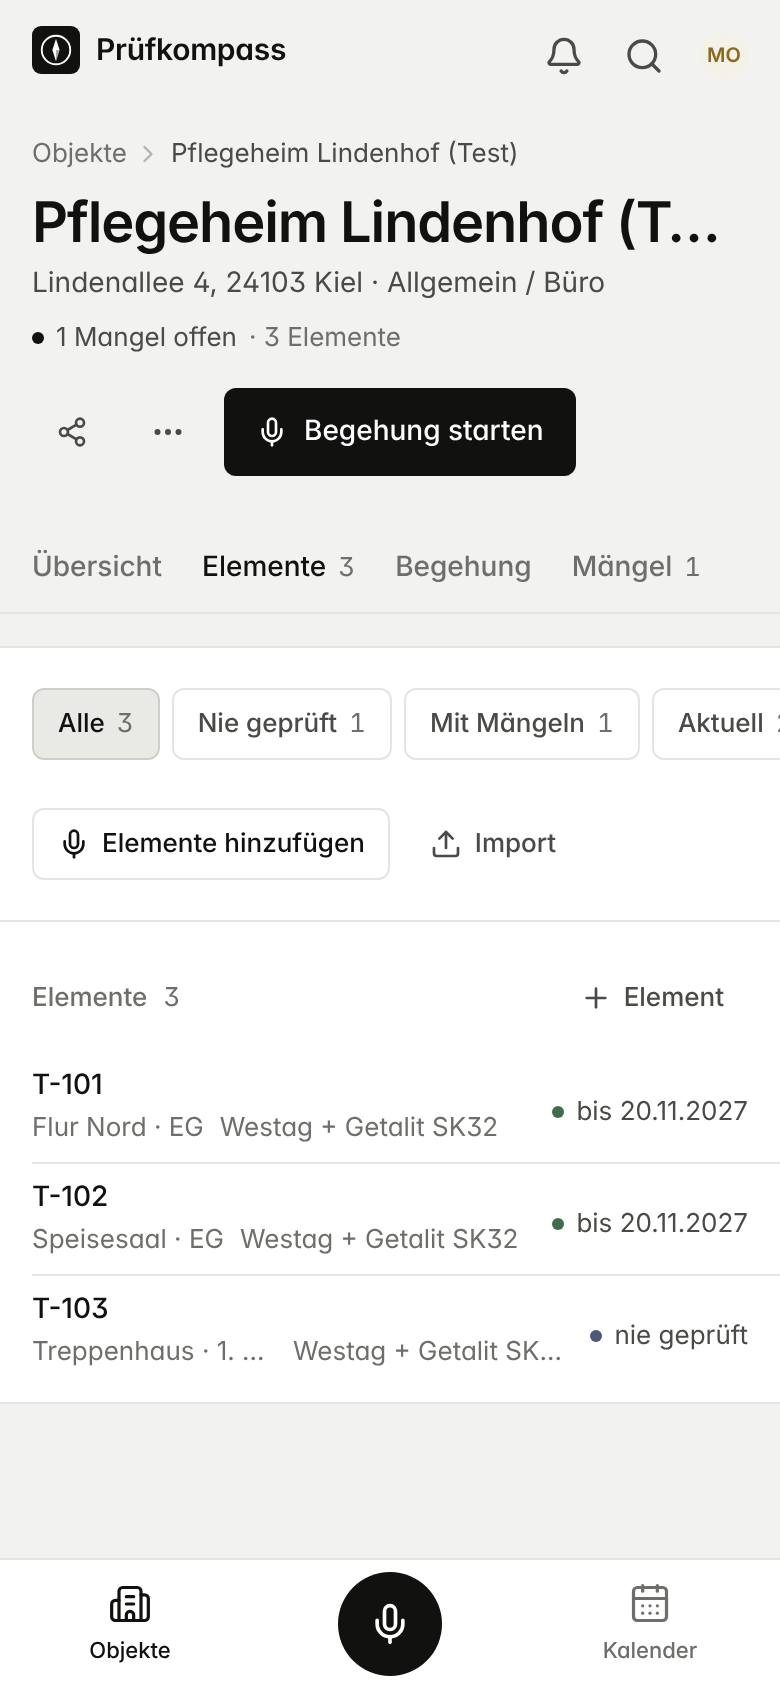 Prüfkompass
MO
Objekte > Pflegeheim Lindenhof (Test)
Pflegeheim Lindenhof (T...
Lindenallee 4, 24103 Kiel · Allgemein / Büro
1 Mangel offen · 3 Elemente
Begehung starten
Übersicht Elemente 3 Begehung Mängel 1
Alle 3 Nie geprüft 1 Mit Mängeln 1 Aktuell
Elemente hinzufügen Import
Elemente 3 + Element
T-101
Flur Nord · EG Westag + Getalit SK32 bis 20.11.2027
T-102
Speisesaal · EG Westag + Getalit SK32 bis 20.11.2027
T-103
Treppenhaus · 1. ... Westag + Getalit SK... nie geprüft
Objekte Kalender